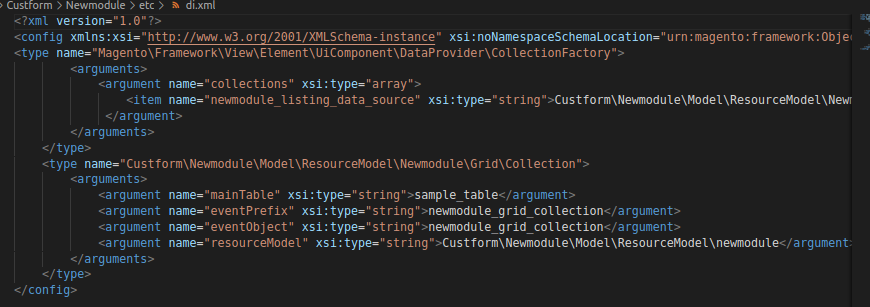 Custform > Newmodule > etc > di.xml
<?xml version="1.0"?>
<config xmlns:xsi="http://www.w3.org/2001/XMLSchema-instance" xsi:noNamespaceSchemaLocation="urn:magento:framework:Objec
<type name="Magento\Framework\View\Element\UiComponent\DataProvider\CollectionFactory">
<arguments>
<argument name="collections" xsi:type="array">
<item name="newmodule_listing_data_source" xsi:type="string">Custform\Newmodule\Model\ResourceModel\Newm
</argument>
</arguments>
</type>
<type name="Custform\Newmodule\Model\ResourceModel\Newmodule\Grid\Collection">
<arguments>
<argument name="mainTable" xsi:type="string">sample_table</argument>
<argument name="eventPrefix" xsi:type="string">newmodule_grid_collection</argument>
<argument name="eventObject" xsi:type="string">newmodule_grid_collection</argument>
<argument name="resourceModel" xsi:type="string">Custform\Newmodule\Model\ResourceModel\newmodule</argument>
</arguments>
</type>
</config>